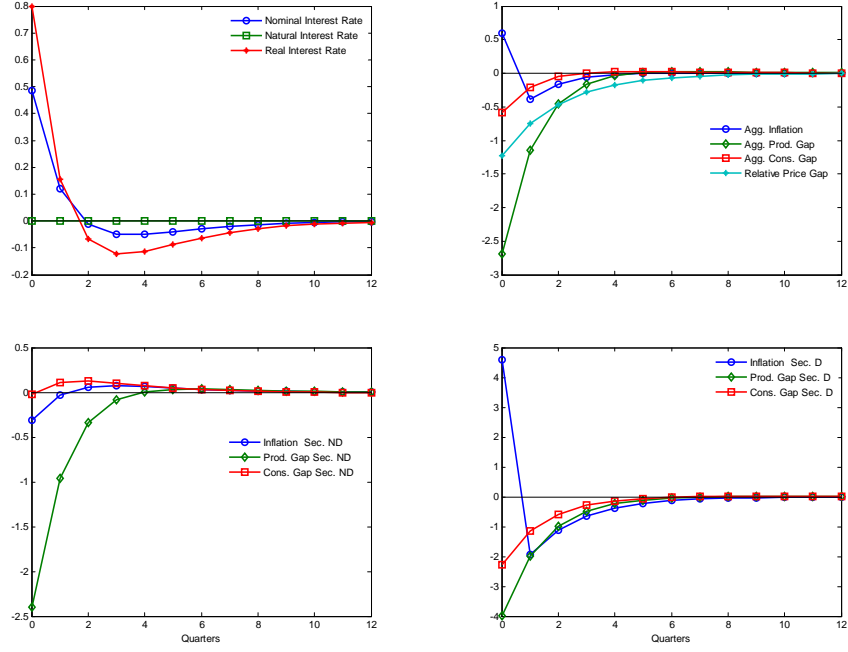 0.8
0.7
0.6
0.5
0.4
0.3
0.2
0.1
0
-0.1
-0.2
0 2 4 6 8 10 12
Nominal Interest Rate
Natural Interest Rate
Real Interest Rate
1
0.5
0
-0.5
-1
-1.5
-2
-2.5
-3
0 2 4 6 8 10 12
Agg. Inflation
Agg. Prod. Gap
Agg. Cons. Gap
Relative Price Gap
0.5
0
-0.5
-1
-1.5
-2
-2.5
0 2 4 6 8 10 12
Quarters
Inflation Sec. ND
Prod. Gap Sec. ND
Cons. Gap Sec. ND
5
4
3
2
1
0
-1
-2
-3
-4
0 2 4 6 8 10 12
Quarters
Inflation Sec. D
Prod. Gap Sec. D
Cons. Gap Sec. D